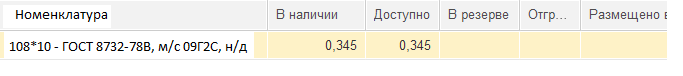 Номенклатура В наличии Доступно В резерве Отгр... Размещено в
108*10 - ГОСТ 8732-78В, м/с 09Г2С, н/д 0,345 0,345